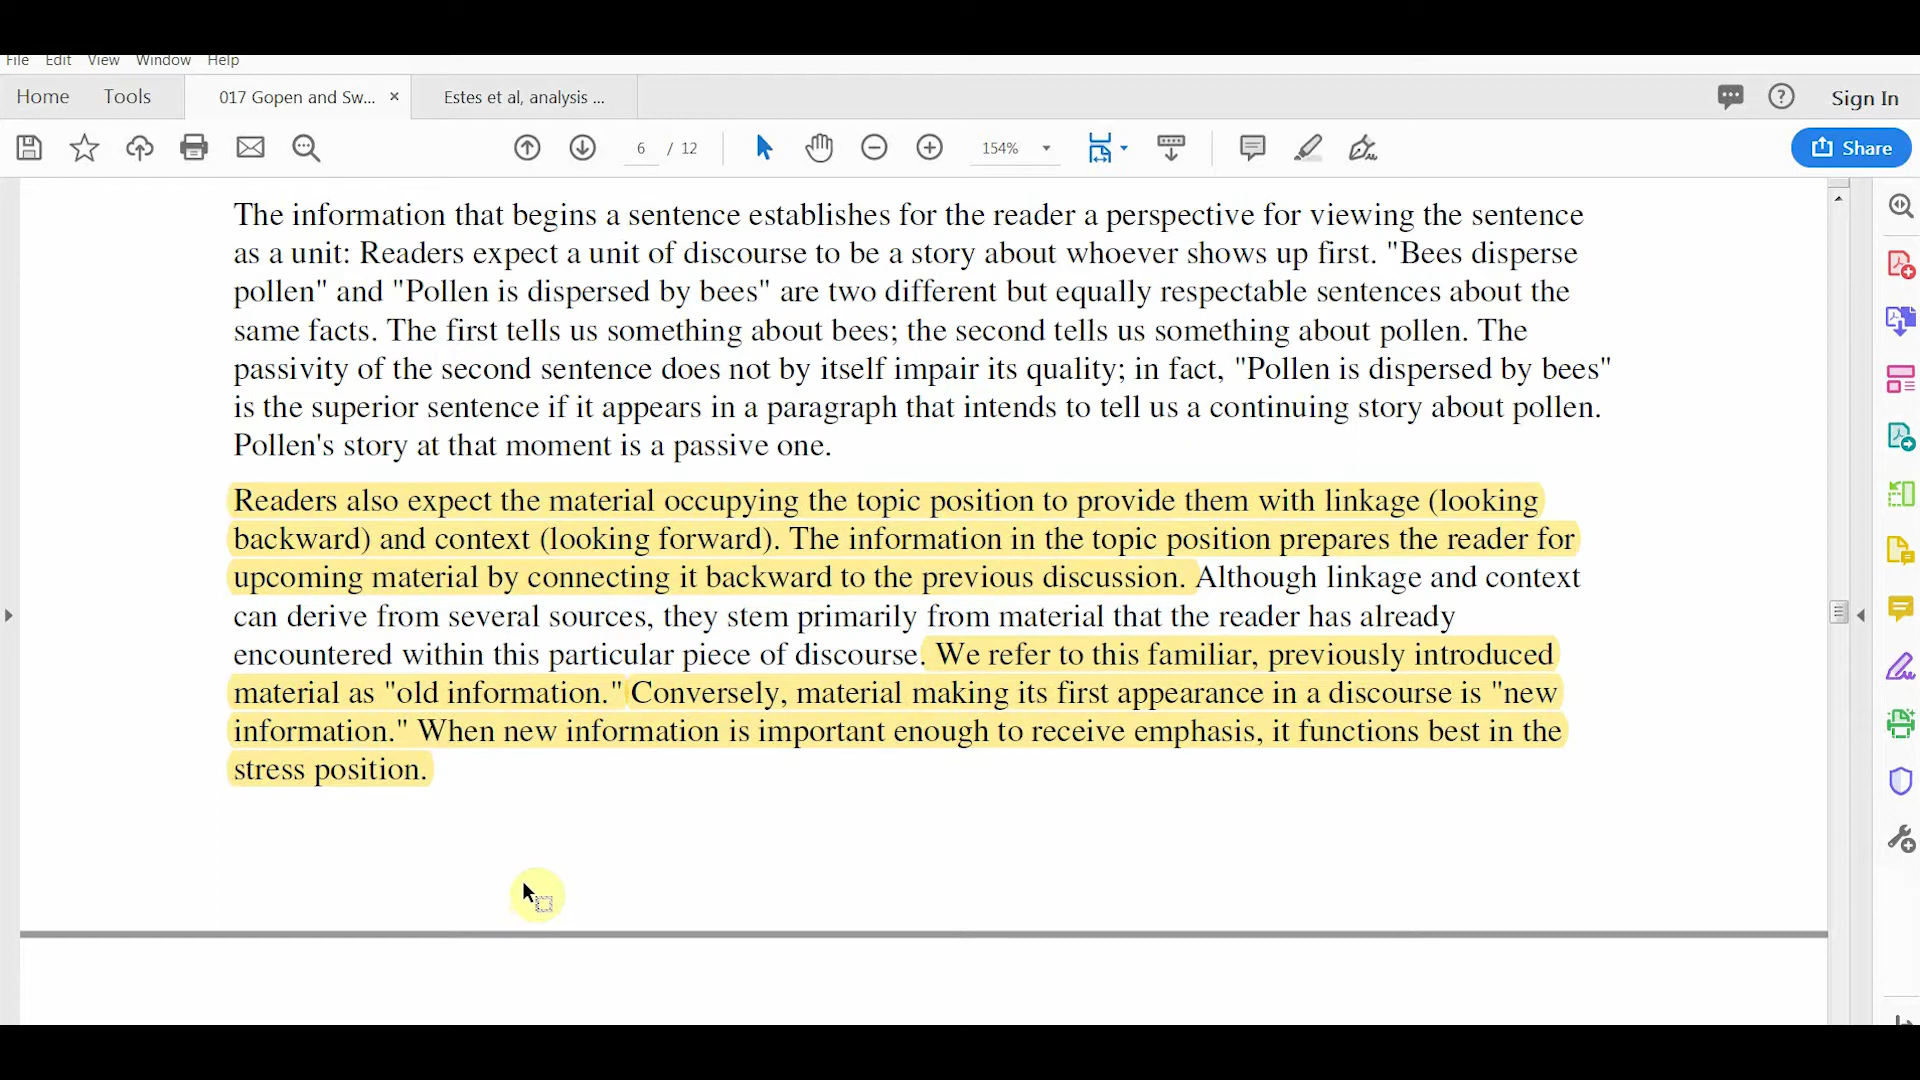 File Edit View Window Help
Home Tools 017 Gopen and Sw... × Estes et al, analysis ... Sign In
6 / 12 154% Share
The information that begins a sentence establishes for the reader a perspective for viewing the sentence
as a unit: Readers expect a unit of discourse to be a story about whoever shows up first. "Bees disperse
pollen" and "Pollen is dispersed by bees" are two different but equally respectable sentences about the
same facts. The first tells us something about bees; the second tells us something about pollen. The
passivity of the second sentence does not by itself impair its quality; in fact, "Pollen is dispersed by bees"
is the superior sentence if it appears in a paragraph that intends to tell us a continuing story about pollen.
Pollen's story at that moment is a passive one.
Readers also expect the material occupying the topic position to provide them with linkage (looking
backward) and context (looking forward). The information in the topic position prepares the reader for
upcoming material by connecting it backward to the previous discussion. Although linkage and context
can derive from several sources, they stem primarily from material that the reader has already
encountered within this particular piece of discourse. We refer to this familiar, previously introduced
material as "old information." Conversely, material making its first appearance in a discourse is "new
information." When new information is important enough to receive emphasis, it functions best in the
stress position.